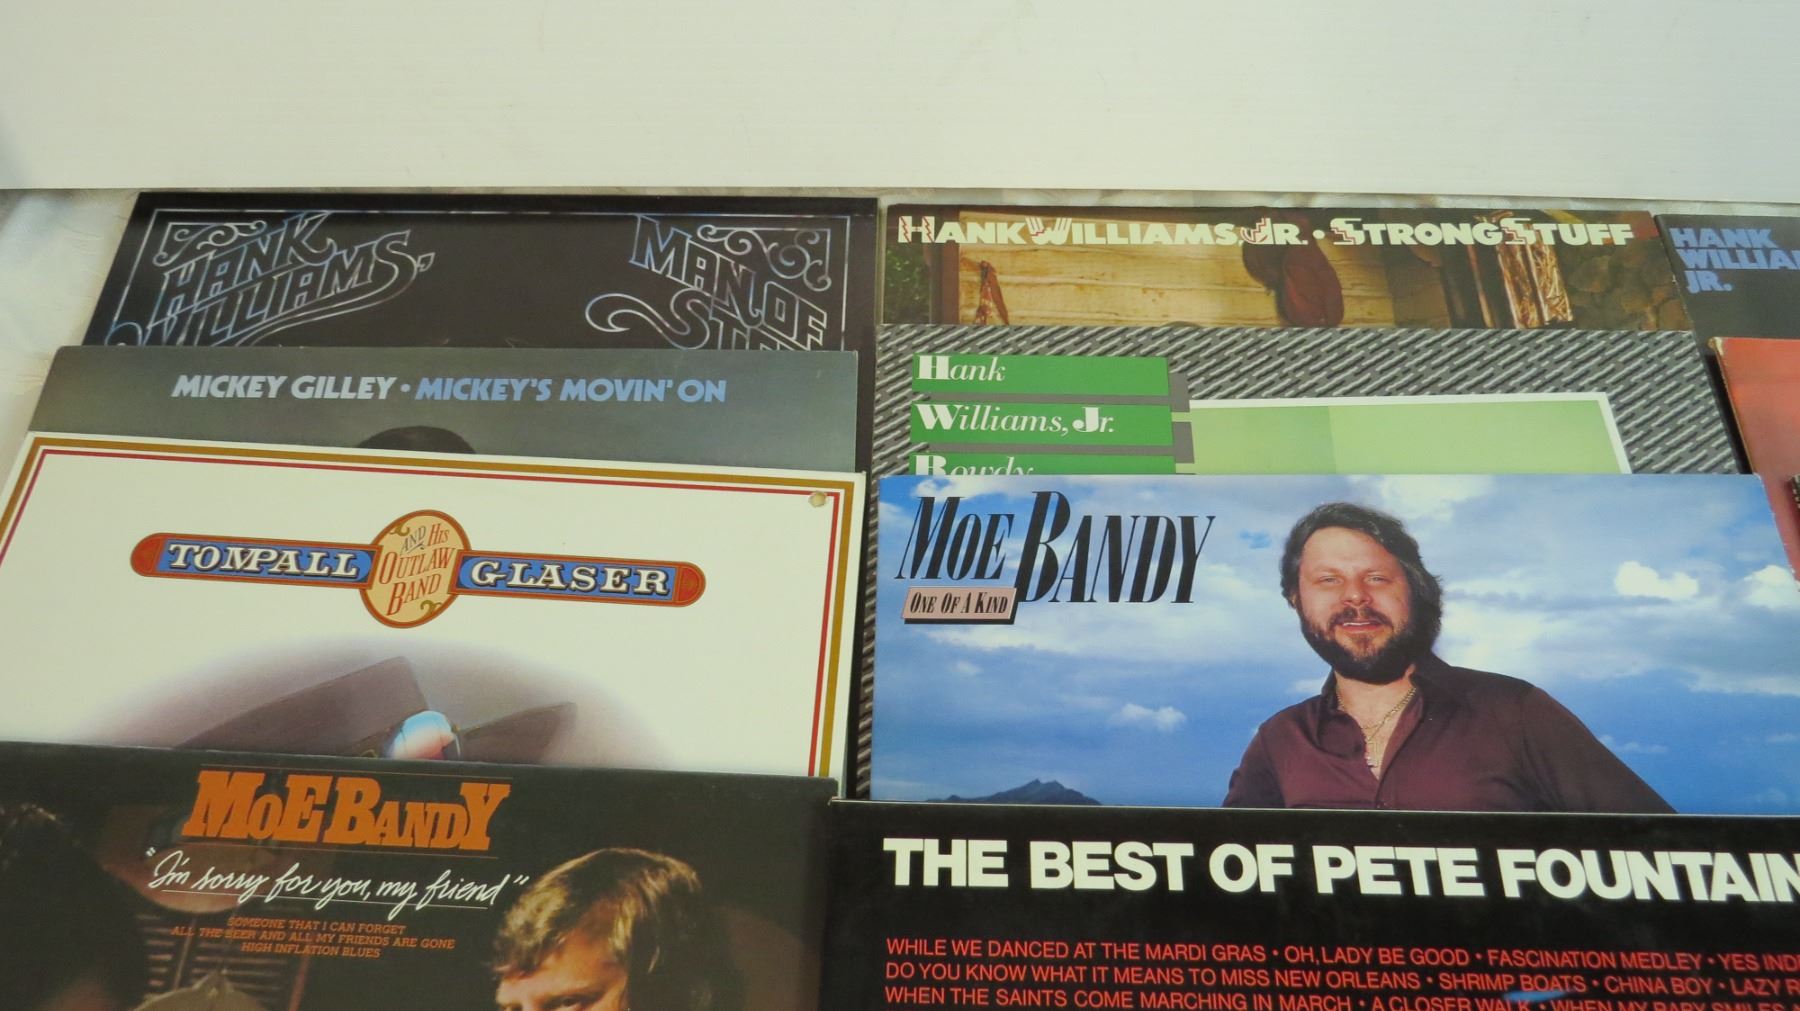 HANK
WILLIAMS,
MAN OF
HANK WILLIAMS, JR. • STRONG STUFF
HANK
JR.
MICKEY GILLEY • MICKEY'S MOVIN' ON
Hank
Williams, Jr.
Rowdy
TOMPALL AND HIS OUTLAW BAND GLASER
MOE BANDY
ONE OF A KIND
MOE BANDY
"I'm sorry for you, my friend"
SOMEONE THAT I CAN FORGET
ALL THE BEER AND ALL MY FRIENDS ARE GONE
HIGH INFLATION BLUES
THE BEST OF PETE FOUNTAIN
WHILE WE DANCED AT THE MARDI GRAS • OH, LADY BE GOOD • FASCINATION MEDLEY • YES
DO YOU KNOW WHAT IT MEANS TO MISS NEW ORLEANS • SHRIMP BOATS • CHINA BOY • LAZY
WHEN THE SAINTS COME MARCHING IN MARCH • A CLOSER WALK • WHEN MY BABY SMILES